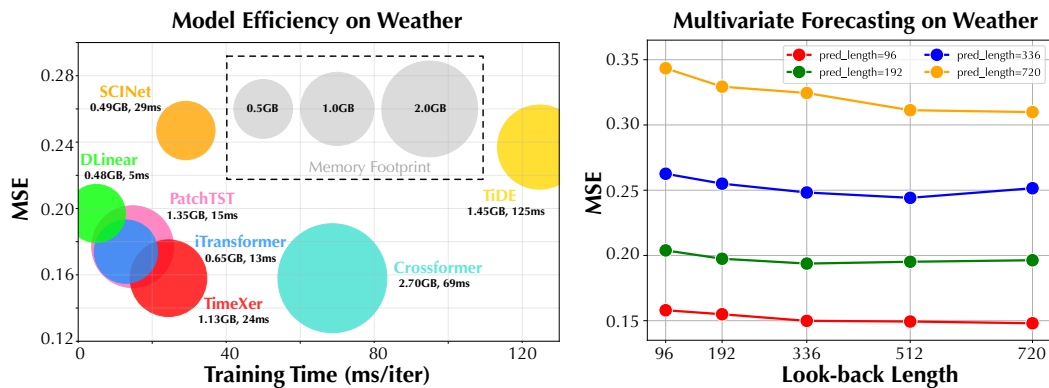 Model Efficiency on Weather
0.28
0.24
0.20
0.16
0.12
MSE
SCINet
0.49GB, 29ms
0.5GB
1.0GB
2.0GB
Memory Footprint
DLinear
0.48GB, 5ms
PatchTST
1.35GB, 15ms
TiDE
1.45GB, 125ms
iTransformer
0.65GB, 13ms
Crossformer
2.70GB, 69ms
TimeXer
1.13GB, 24ms
0 40 80 120
Training Time (ms/iter)
Multivariate Forecasting on Weather
pred_length=96
pred_length=192
pred_length=336
pred_length=720
0.35
0.30
0.25
0.20
0.15
MSE
96 192 336 512 720
Look-back Length